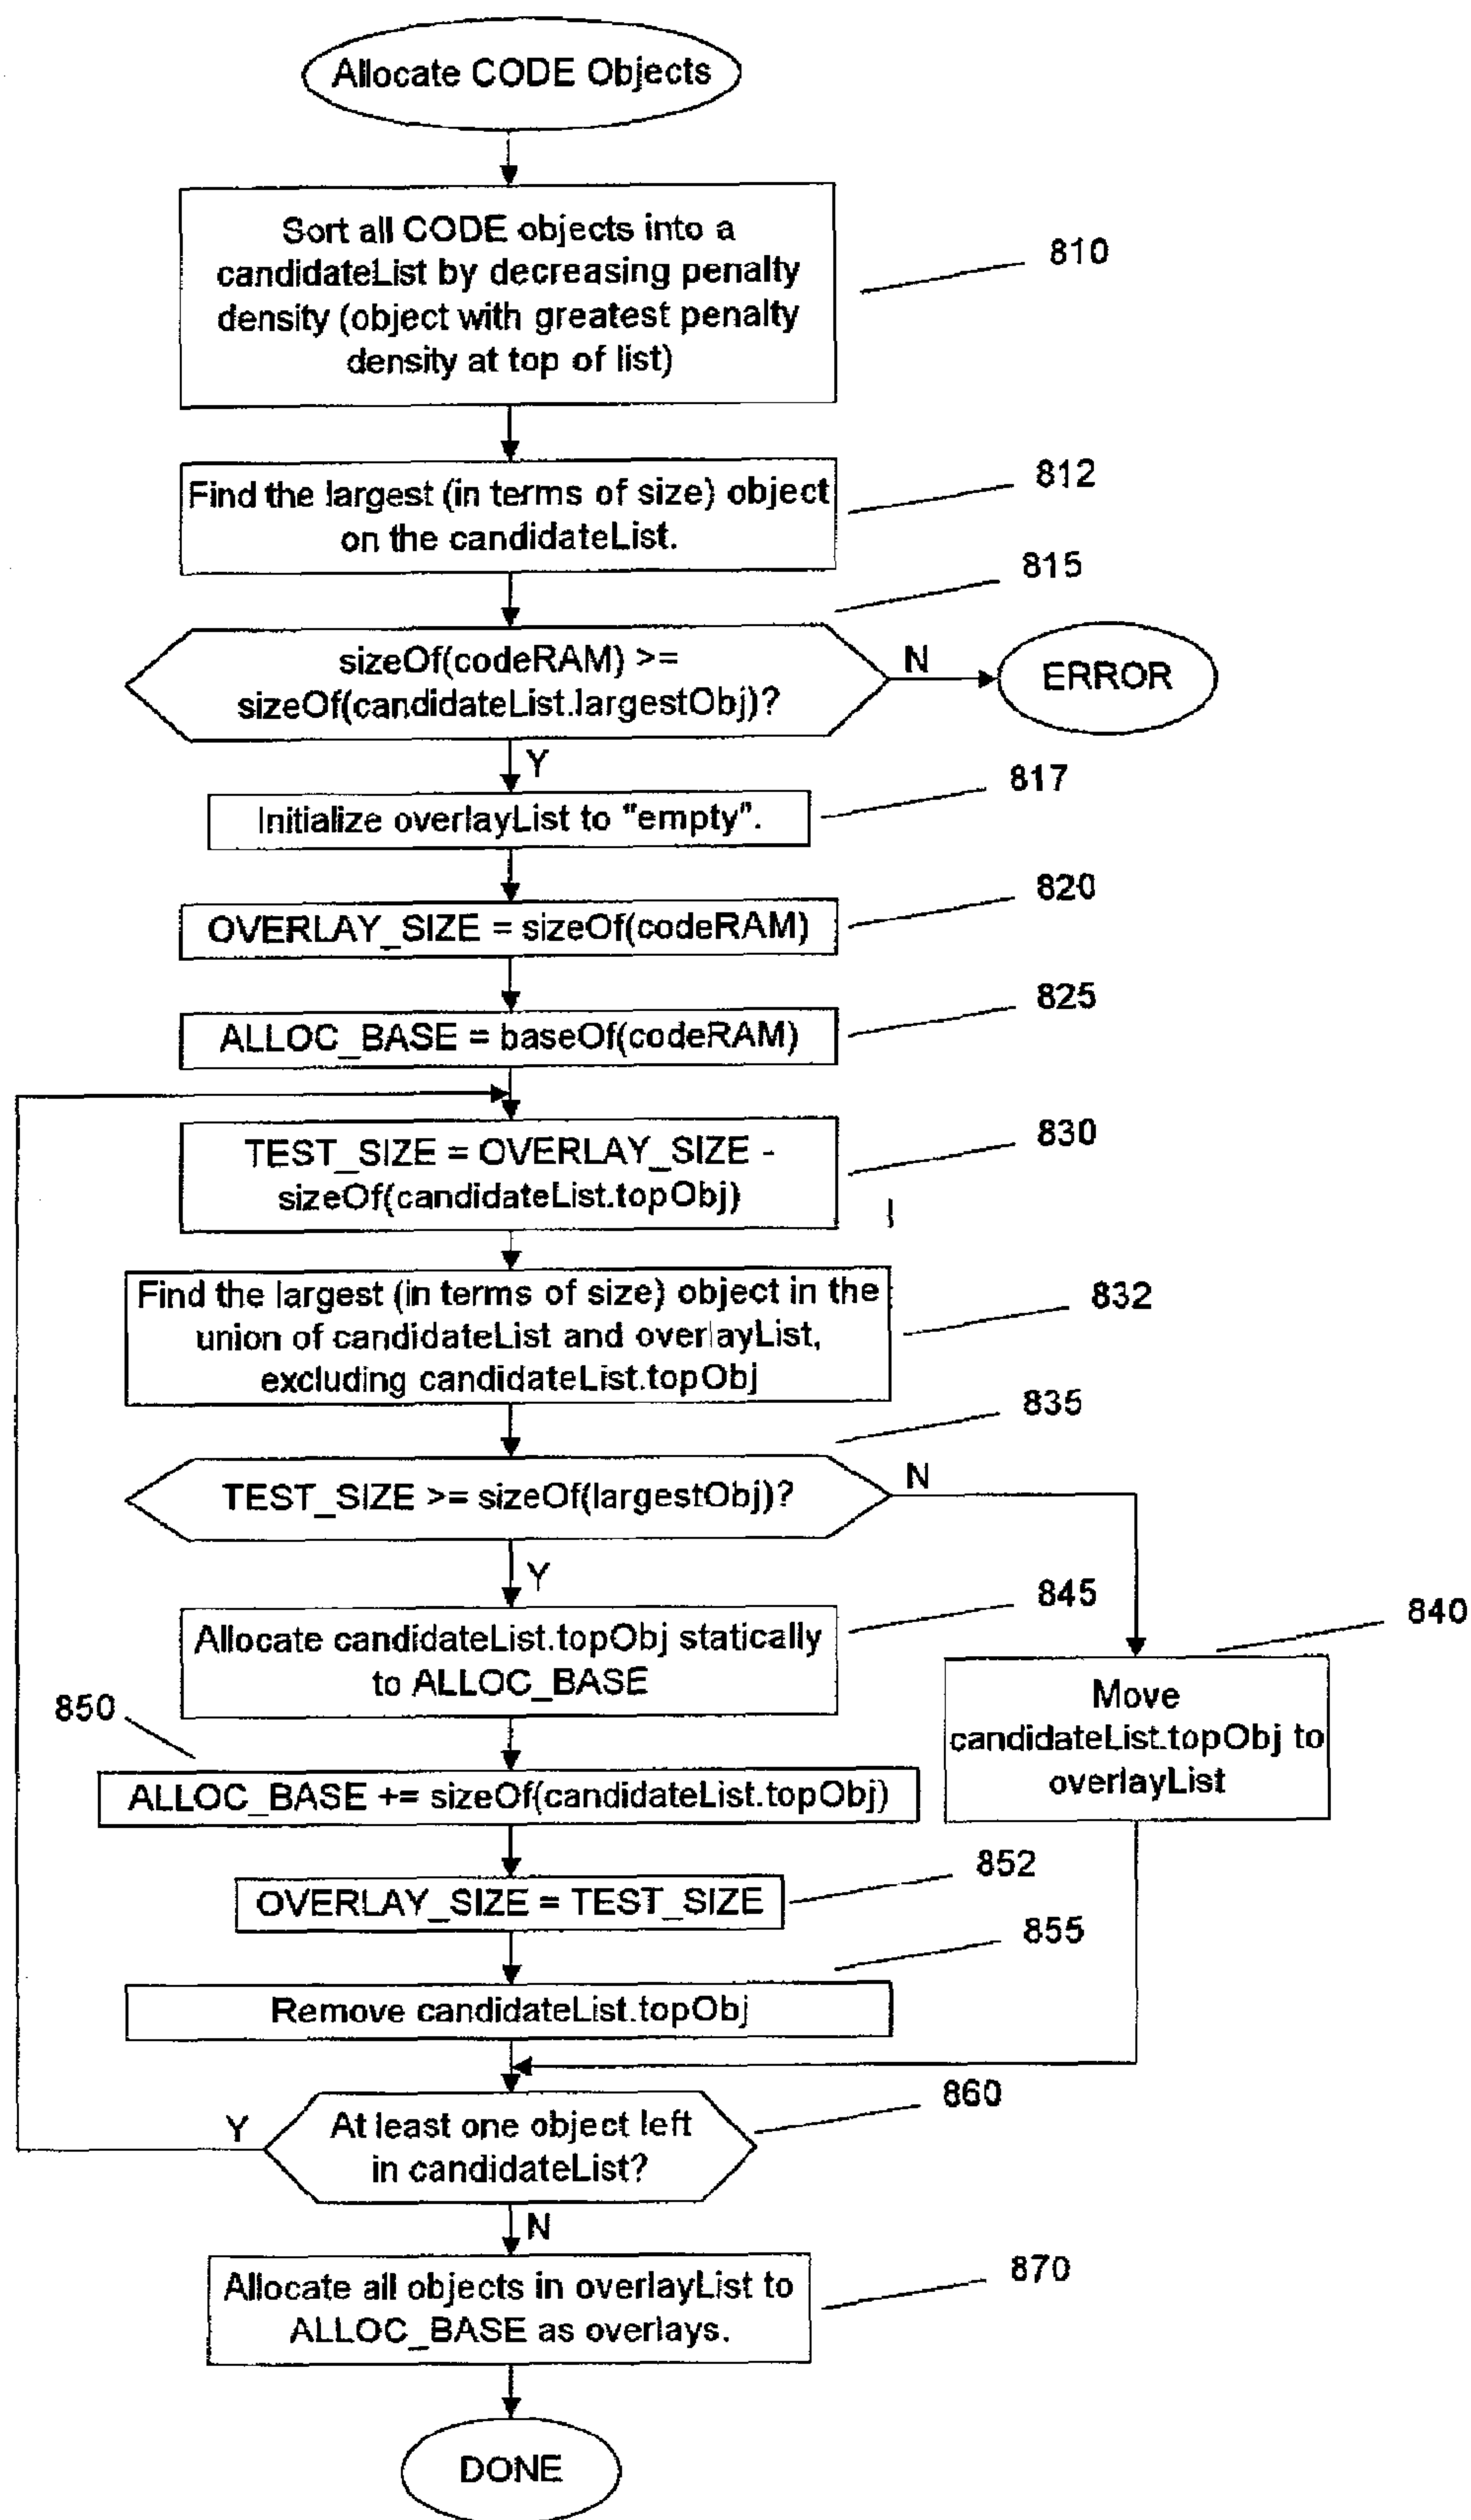 Allocate CODE Objects
Sort all CODE objects into a
candidateList by decreasing penalty
density (object with greatest penalty
density at top of list)
810
Find the largest (in terms of size) object
on the candidateList.
812
815
sizeOf(codeRAM) >=
sizeOf(candidateList.largestObj)?
N
ERROR
Y
Initialize overlayList to "empty".
817
OVERLAY_SIZE = sizeOf(codeRAM)
820
ALLOC_BASE = baseOf(codeRAM)
825
TEST_SIZE = OVERLAY_SIZE -
sizeOf(candidateList.topObj)
830
Find the largest (in terms of size) object in the
union of candidateList and overlayList,
excluding candidateList.topObj
832
835
TEST_SIZE >= sizeOf(largestObj)?
N
Y
Allocate candidateList.topObj statically
to ALLOC_BASE
845
840
Move
candidateList.topObj to
overlayList
850
ALLOC_BASE += sizeOf(candidateList.topObj)
OVERLAY_SIZE = TEST_SIZE
852
855
Remove candidateList.topObj
860
At least one object left
in candidateList?
Y
N
Allocate all objects in overlayList to
ALLOC_BASE as overlays.
870
DONE